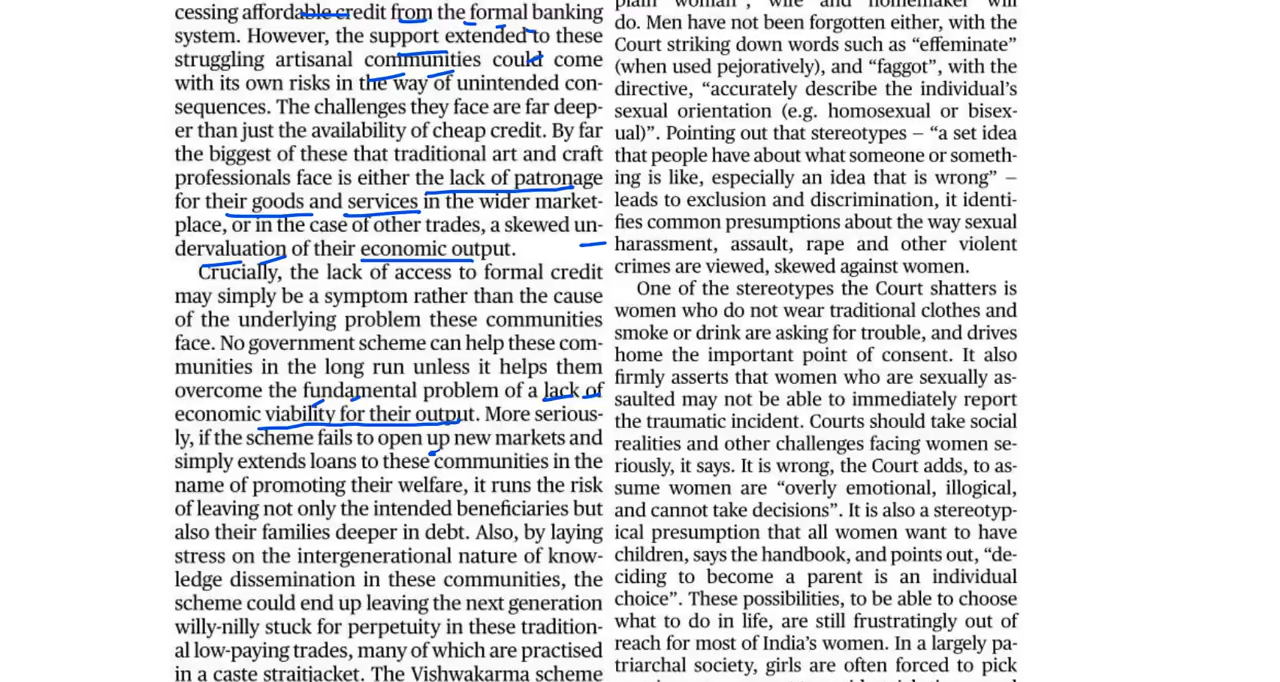 cessing affordable credit from the formal banking
system. However, the support extended to these
struggling artisanal communities could come
with its own risks in the way of unintended con-
sequences. The challenges they face are far deep-
er than just the availability of cheap credit. By far
the biggest of these that traditional art and craft
professionals face is either the lack of patronage
for their goods and services in the wider market-
place, or in the case of other trades, a skewed un-
dervaluation of their economic output.
Crucially, the lack of access to formal credit
may simply be a symptom rather than the cause
of the underlying problem these communities
face. No government scheme can help these com-
munities in the long run unless it helps them
overcome the fundamental problem of a lack of
economic viability for their output. More serious-
ly, if the scheme fails to open up new markets and
simply extends loans to these communities in the
name of promoting their welfare, it runs the risk
of leaving not only the intended beneficiaries but
also their families deeper in debt. Also, by laying
stress on the intergenerational nature of know-
ledge dissemination in these communities, the
scheme could end up leaving the next generation
willy-nilly stuck for perpetuity in these tradition-
al low-paying trades, many of which are practised
in a caste straitjacket. The Vishwakarma scheme
plain woman", wife and homemaker will
do. Men have not been forgotten either, with the
Court striking down words such as “effeminate”
(when used pejoratively), and “faggot”, with the
directive, “accurately describe the individual’s
sexual orientation (e.g. homosexual or bisex-
ual)”. Pointing out that stereotypes – “a set idea
that people have about what someone or someth-
ing is like, especially an idea that is wrong” –
leads to exclusion and discrimination, it identi-
fies common presumptions about the way sexual
harassment, assault, rape and other violent
crimes are viewed, skewed against women.
One of the stereotypes the Court shatters is
women who do not wear traditional clothes and
smoke or drink are asking for trouble, and drives
home the important point of consent. It also
firmly asserts that women who are sexually as-
saulted may not be able to immediately report
the traumatic incident. Courts should take social
realities and other challenges facing women se-
riously, it says. It is wrong, the Court adds, to as-
sume women are “overly emotional, illogical,
and cannot take decisions”. It is also a stereotyp-
ical presumption that all women want to have
children, says the handbook, and points out, “de-
ciding to become a parent is an individual
choice”. These possibilities, to be able to choose
what to do in life, are still frustratingly out of
reach for most of India’s women. In a largely pa-
triarchal society, girls are often forced to pick